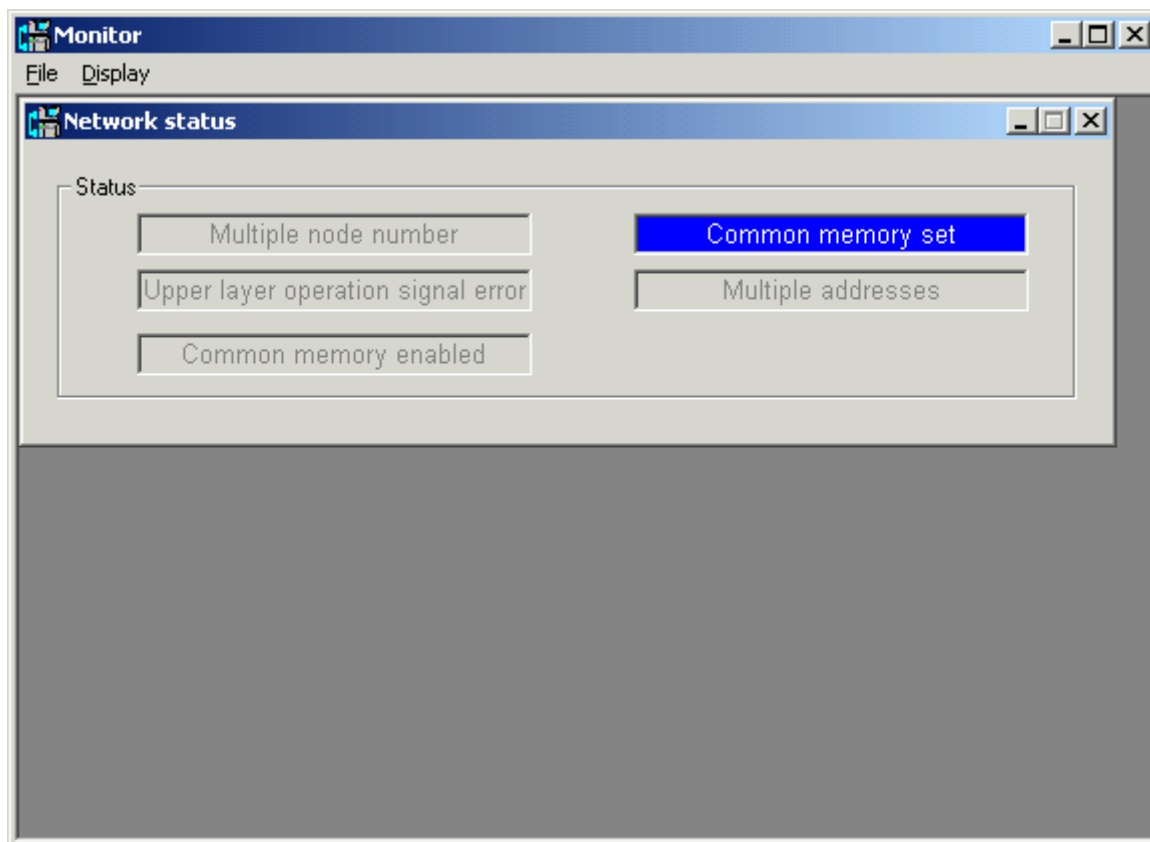 Monitor
File Display
Network status
Status
Multiple node number
Common memory set
Upper layer operation signal error
Multiple addresses
Common memory enabled